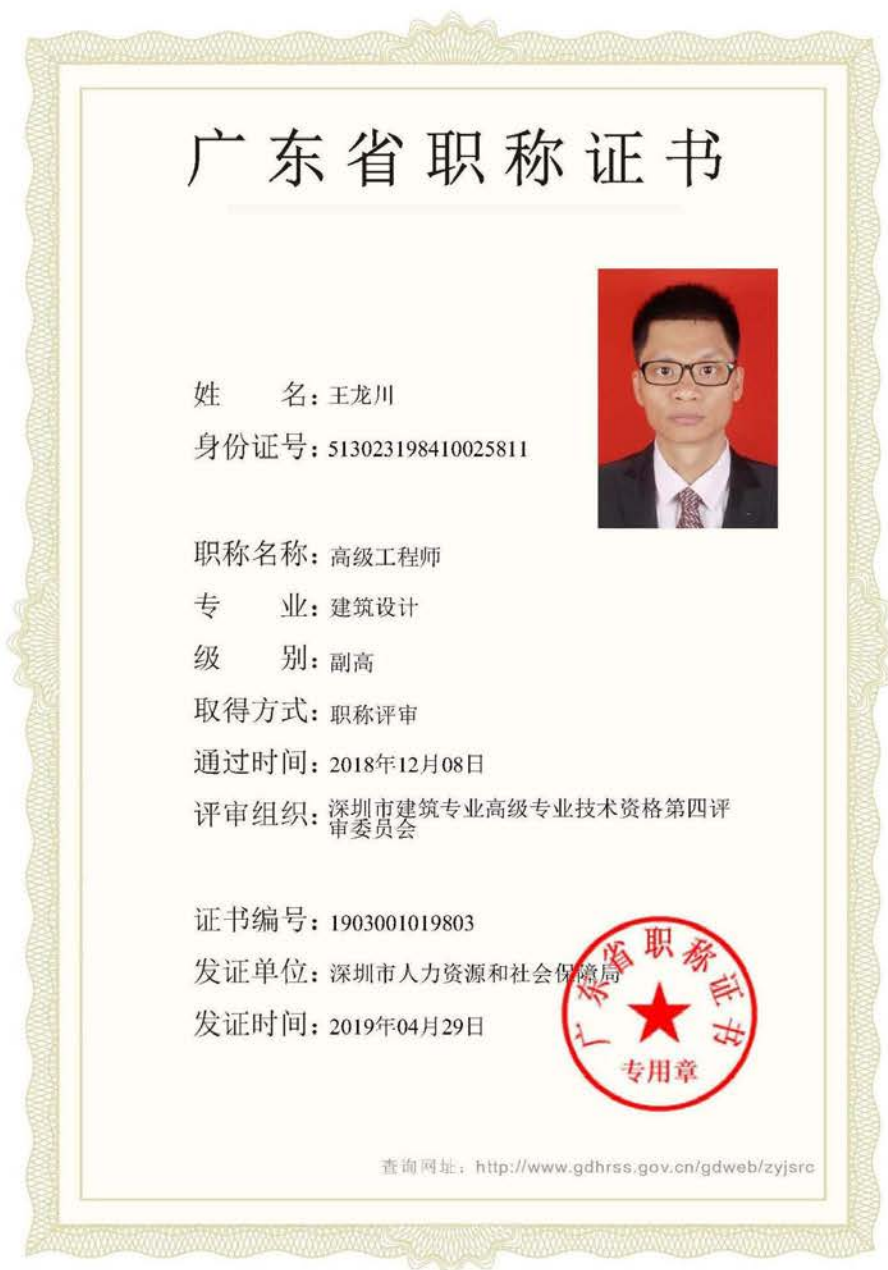 广东省职称证书
姓 名：王龙川
身份证号：513023198410025811
职称名称：高级工程师
专 业：建筑设计
级 别：副高
取得方式：职称评审
通过时间：2018年12月08日
评审组织：深圳市建筑专业高级专业技术资格第四评
审委员会
证书编号：1903001019803
发证单位：深圳市人力资源和社会保障局
发证时间：2019年04月29日
广东省职称证书
专用章
查询网址：http://www.gdhrss.gov.cn/gdweb/zyjsrc